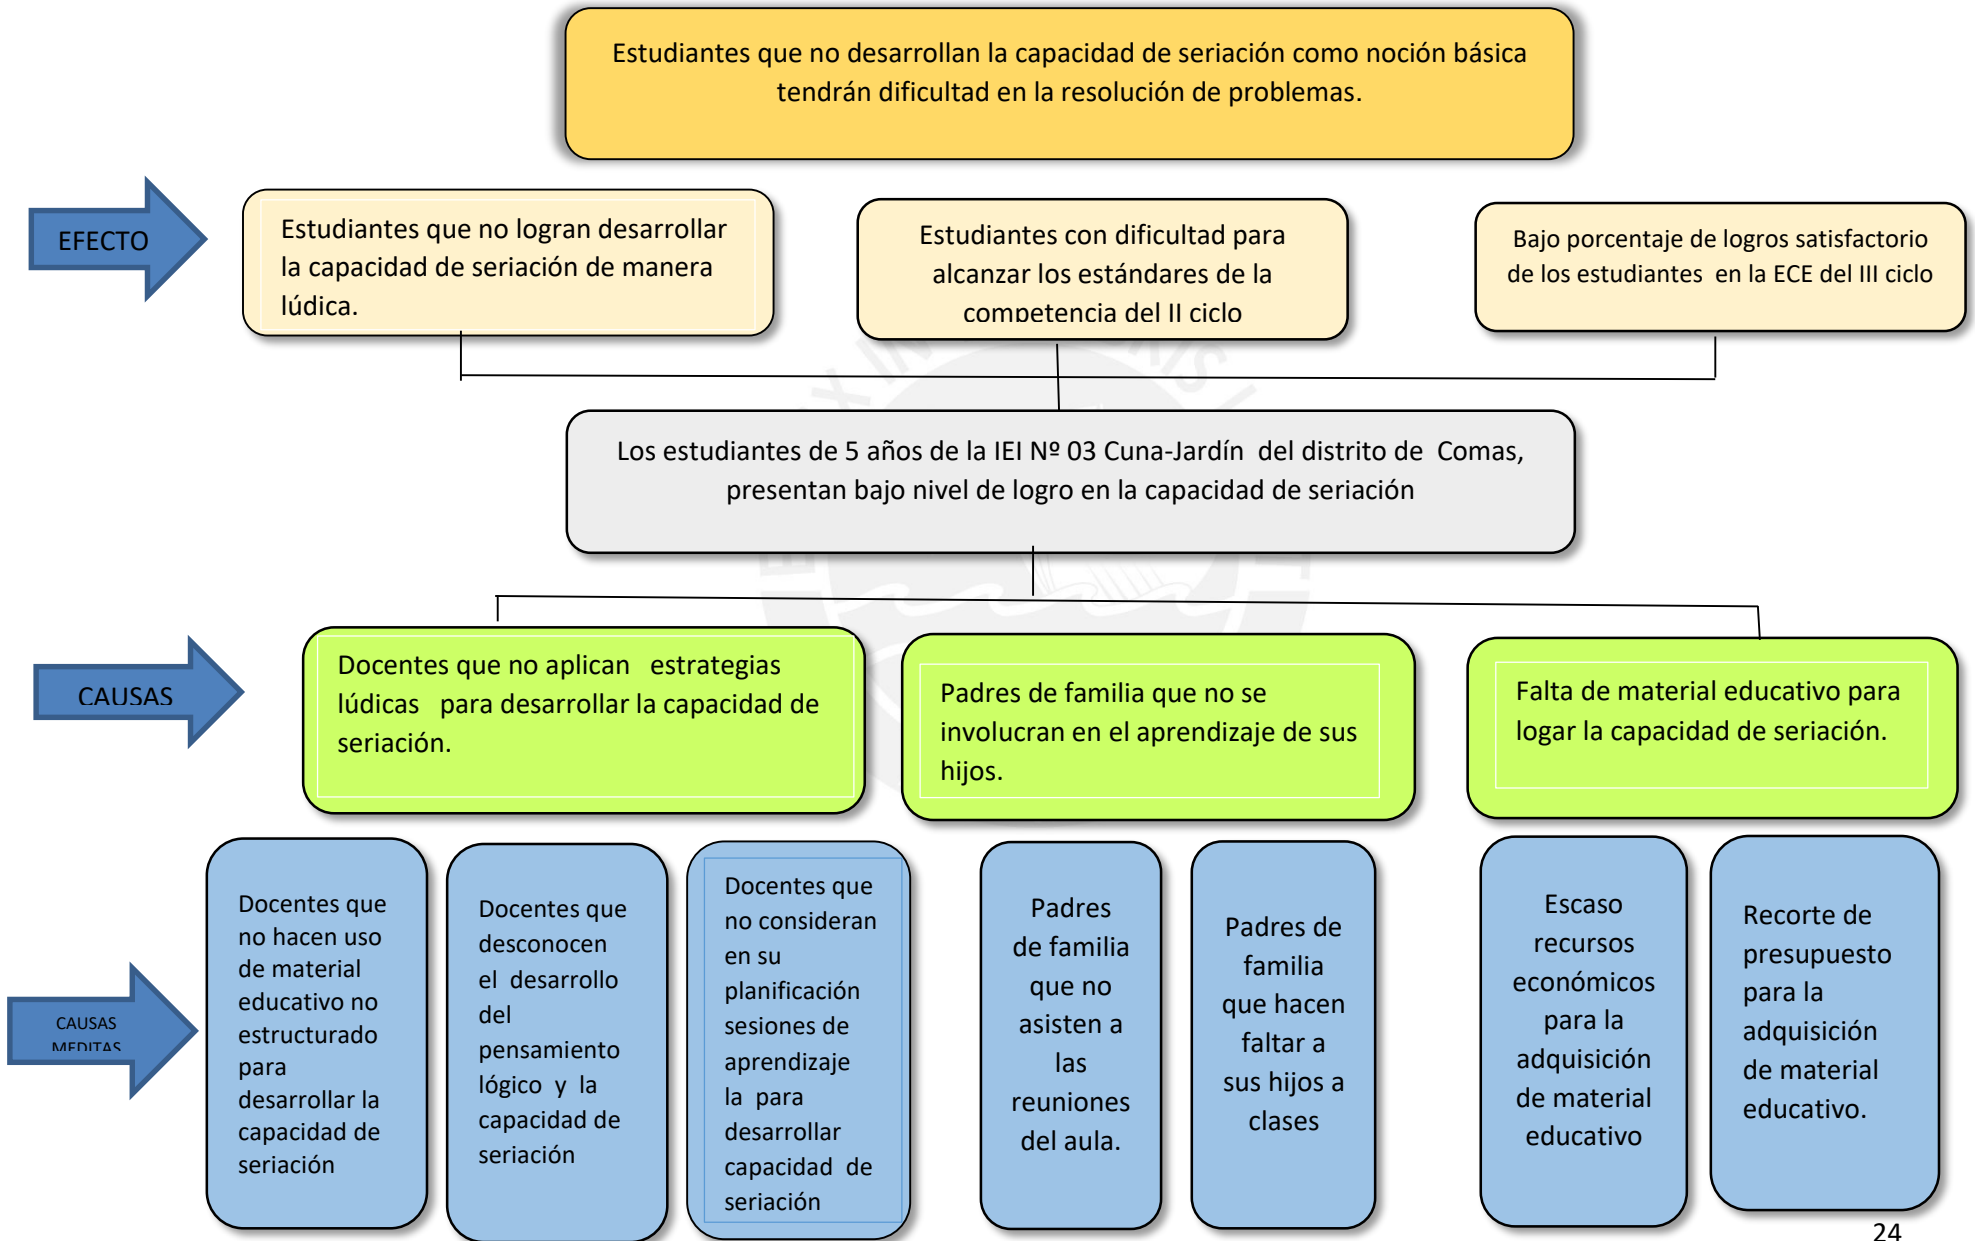 Estudiantes que no desarrollan la capacidad de seriación como noción básica
tendrán dificultad en la resolución de problemas.
EFECTO
Estudiantes que no logran desarrollar
la capacidad de seriación de manera
lúdica.
Estudiantes con dificultad para
alcanzar los estándares de la
competencia del II ciclo
Bajo porcentaje de logros satisfactorio
de los estudiantes en la ECE del III ciclo
Los estudiantes de 5 años de la IEI Nº 03 Cuna-Jardín del distrito de Comas,
presentan bajo nivel de logro en la capacidad de seriación
CAUSAS
Docentes que no aplican estrategias
lúdicas para desarrollar la capacidad de
seriación.
Padres de familia que no se
involucran en el aprendizaje de sus
hijos.
Falta de material educativo para
logar la capacidad de seriación.
CAUSAS
MEDITAS
Docentes que
no hacen uso
de material
educativo no
estructurado
para
desarrollar la
capacidad de
seriación
Docentes que
desconocen
el desarrollo
del
pensamiento
lógico y la
capacidad de
seriación
Docentes que
no consideran
en su
planificación
sesiones de
aprendizaje
la para
desarrollar
capacidad de
seriación
Padres
de familia
que no
asisten a
las
reuniones
del aula.
Padres de
familia
que hacen
faltar a
sus hijos a
clases
Escaso
recursos
económicos
para la
adquisición
de material
educativo
Recorte de
presupuesto
para la
adquisición
de material
educativo.
24